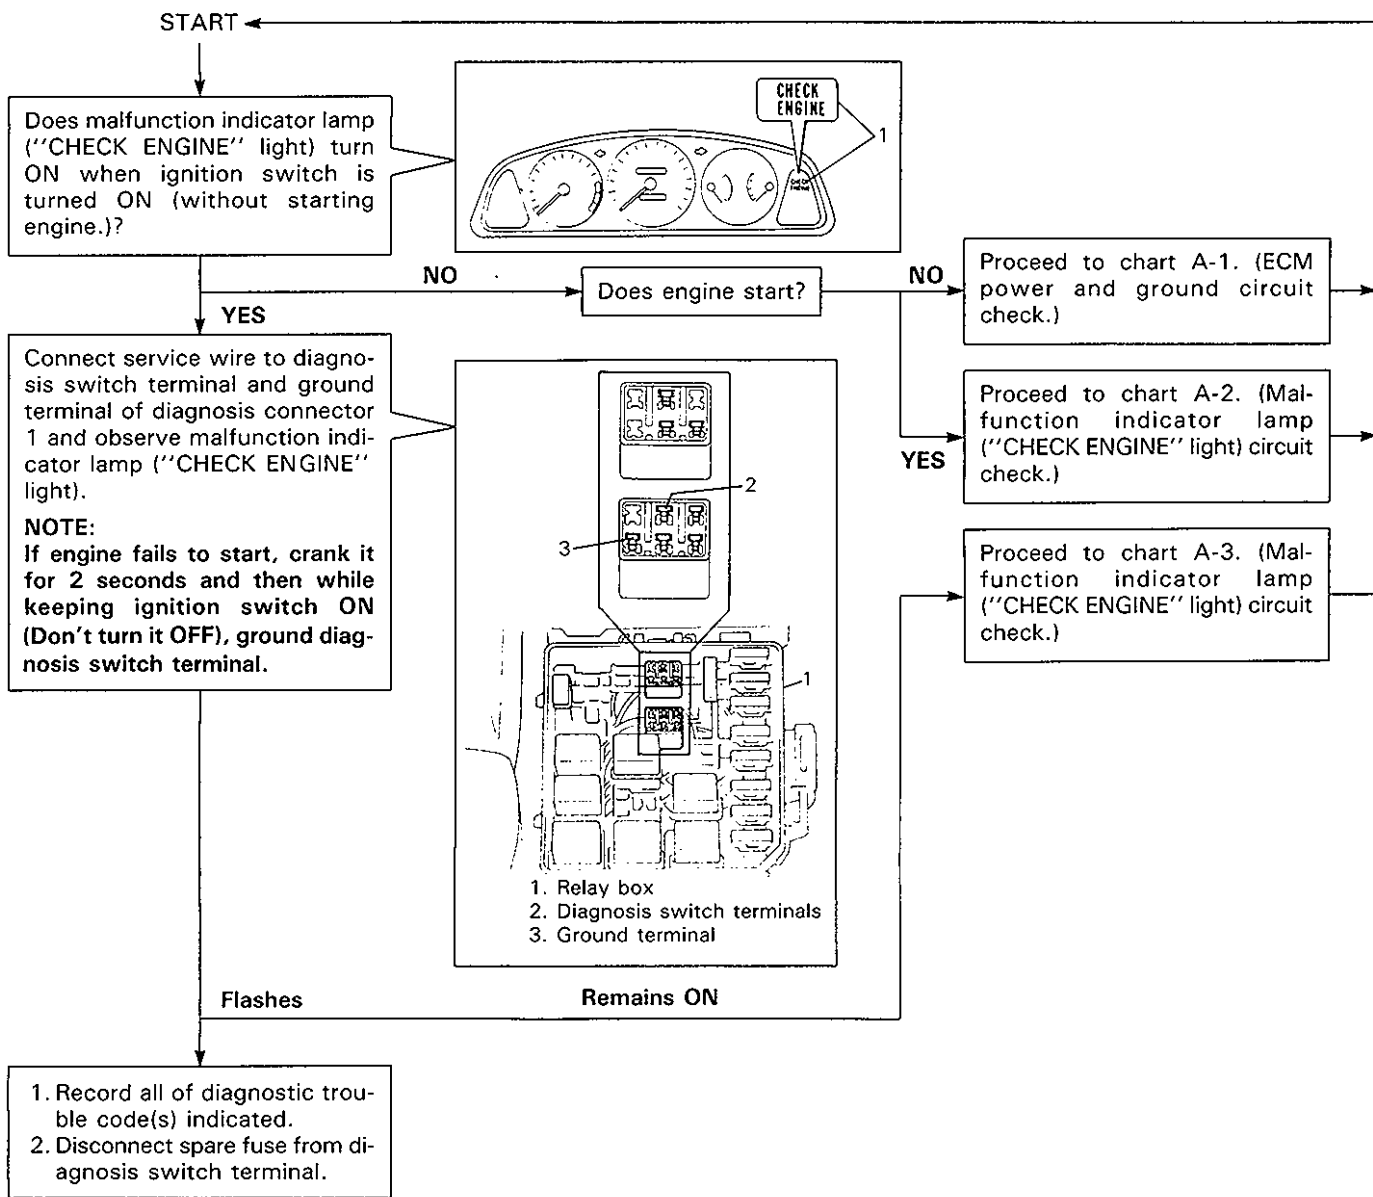 START
Does malfunction indicator lamp
(''CHECK ENGINE'' light) turn
ON when ignition switch is
turned ON (without starting
engine.)?
CHECK
ENGINE
1
NO
Does engine start?
NO
Proceed to chart A-1. (ECM
power and ground circuit
check.)
YES
Connect service wire to diagno-
sis switch terminal and ground
terminal of diagnosis connector
1 and observe malfunction indi-
cator lamp (''CHECK ENGINE''
light).
NOTE:
If engine fails to start, crank it
for 2 seconds and then while
keeping ignition switch ON
(Don't turn it OFF), ground diag-
nosis switch terminal.
YES
Proceed to chart A-2. (Mal-
function indicator lamp
(''CHECK ENGINE'' light) circuit
check.)
2
3
1
Proceed to chart A-3. (Mal-
function indicator lamp
(''CHECK ENGINE'' light) circuit
check.)
1. Relay box
2. Diagnosis switch terminals
3. Ground terminal
Flashes
Remains ON
1. Record all of diagnostic trou-
ble code(s) indicated.
2. Disconnect spare fuse from di-
agnosis switch terminal.